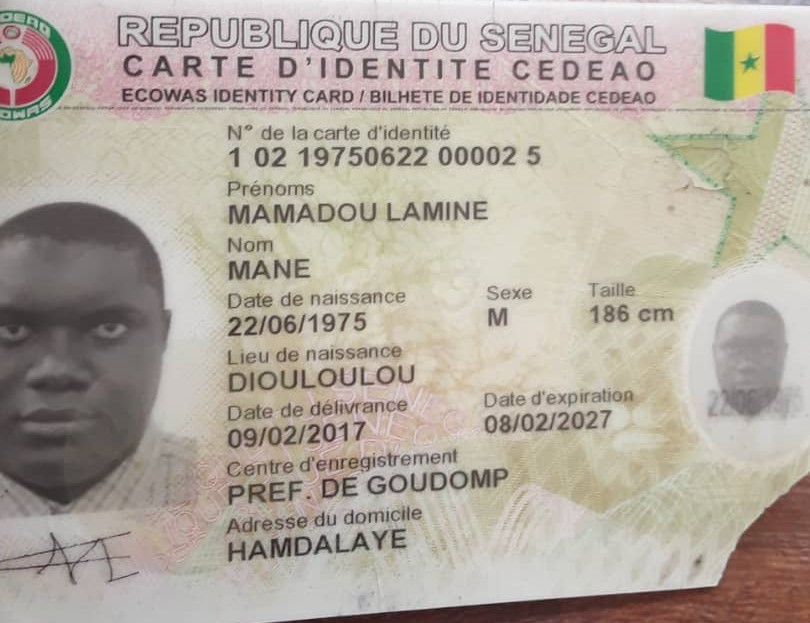 REPUBLIQUE DU SENEGAL
CARTE D'IDENTITE CEDEAO
ECOWAS IDENTITY CARD / BILHETE DE IDENTIDADE CEDEAO
N° de la carte d'identité
1 02 19750622 00002 5
Prénoms
MAMADOU LAMINE
Nom
MANE
Date de naissance Sexe Taille
22/06/1975 M 186 cm
Lieu de naissance
DIOULOULOU
Date de délivrance Date d'expiration
09/02/2017 08/02/2027
Centre d'enregistrement
PREF. DE GOUDOMP
Adresse du domicile
HAMDALAYE